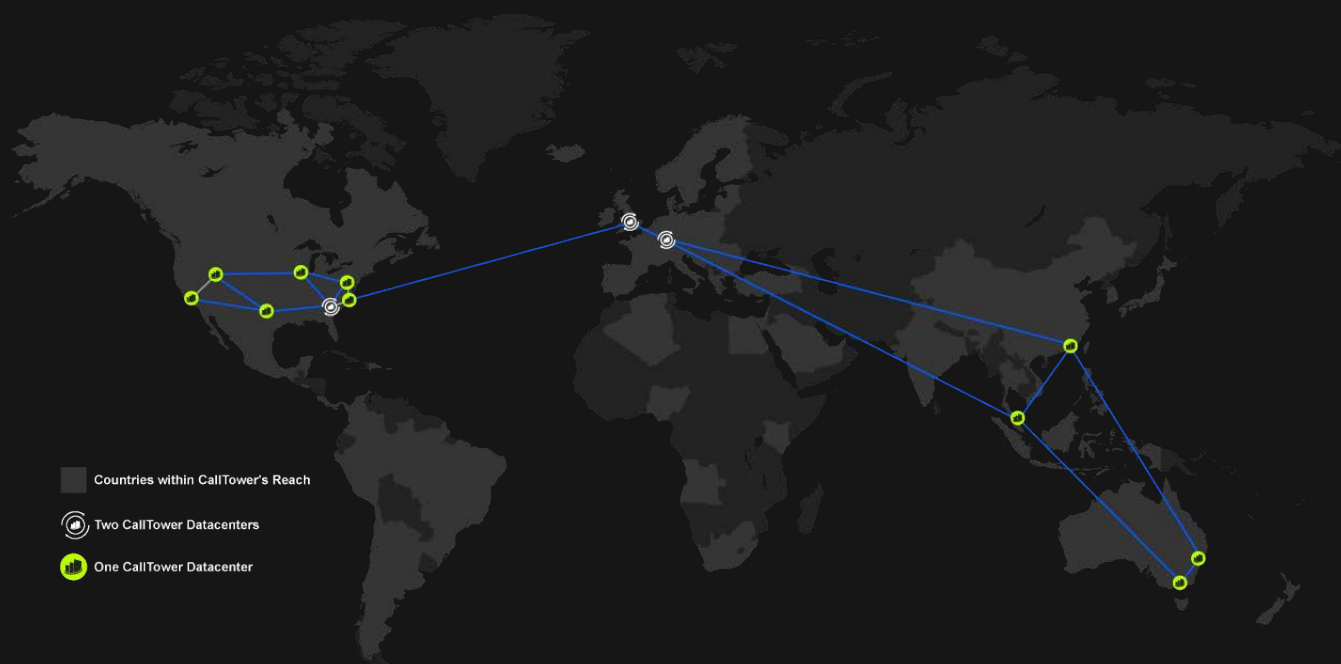 Countries within CallTower's Reach
Two CallTower Datacenters
One CallTower Datacenter